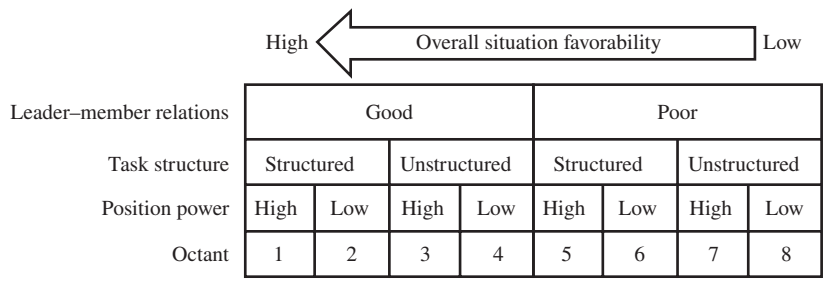 High Overall situation favorability Low
Leader–member relations Good Poor
Task structure Structured Unstructured Structured Unstructured
Position power High Low High Low High Low High Low
Octant 1 2 3 4 5 6 7 8